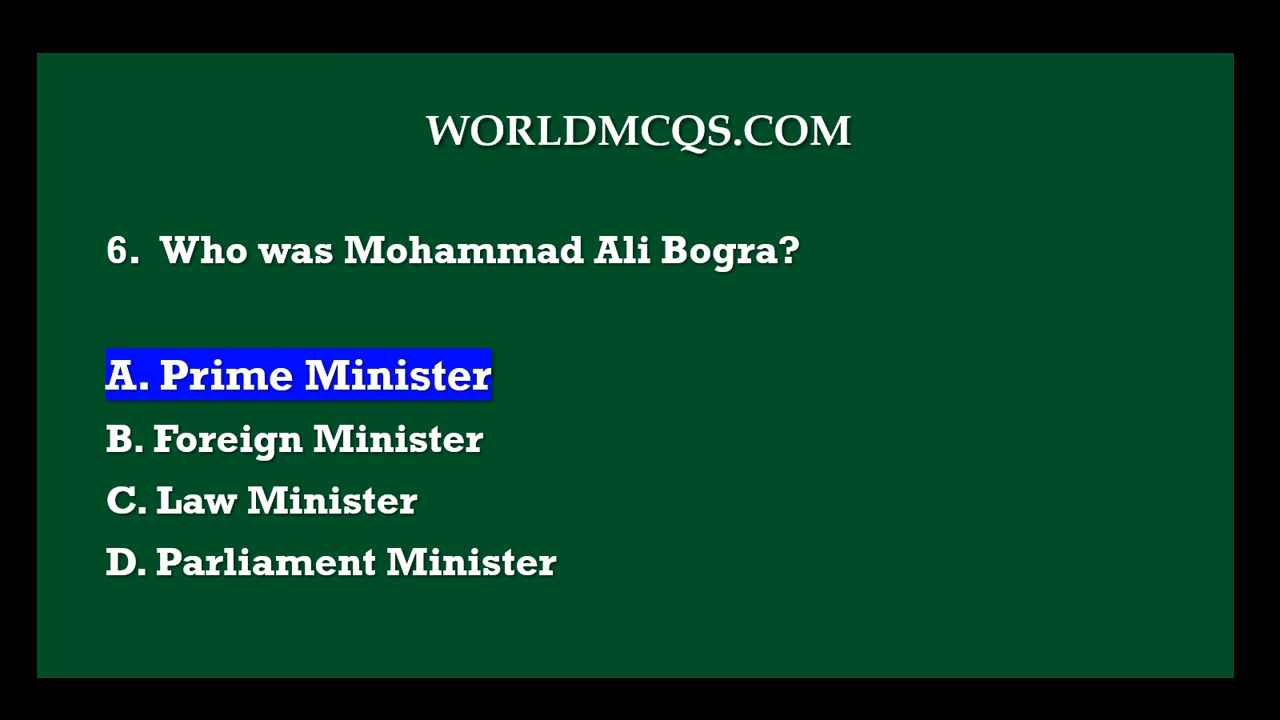 WORLDMCQS.COM
6. Who was Mohammad Ali Bogra?
A. Prime Minister
B. Foreign Minister
C. Law Minister
D. Parliament Minister